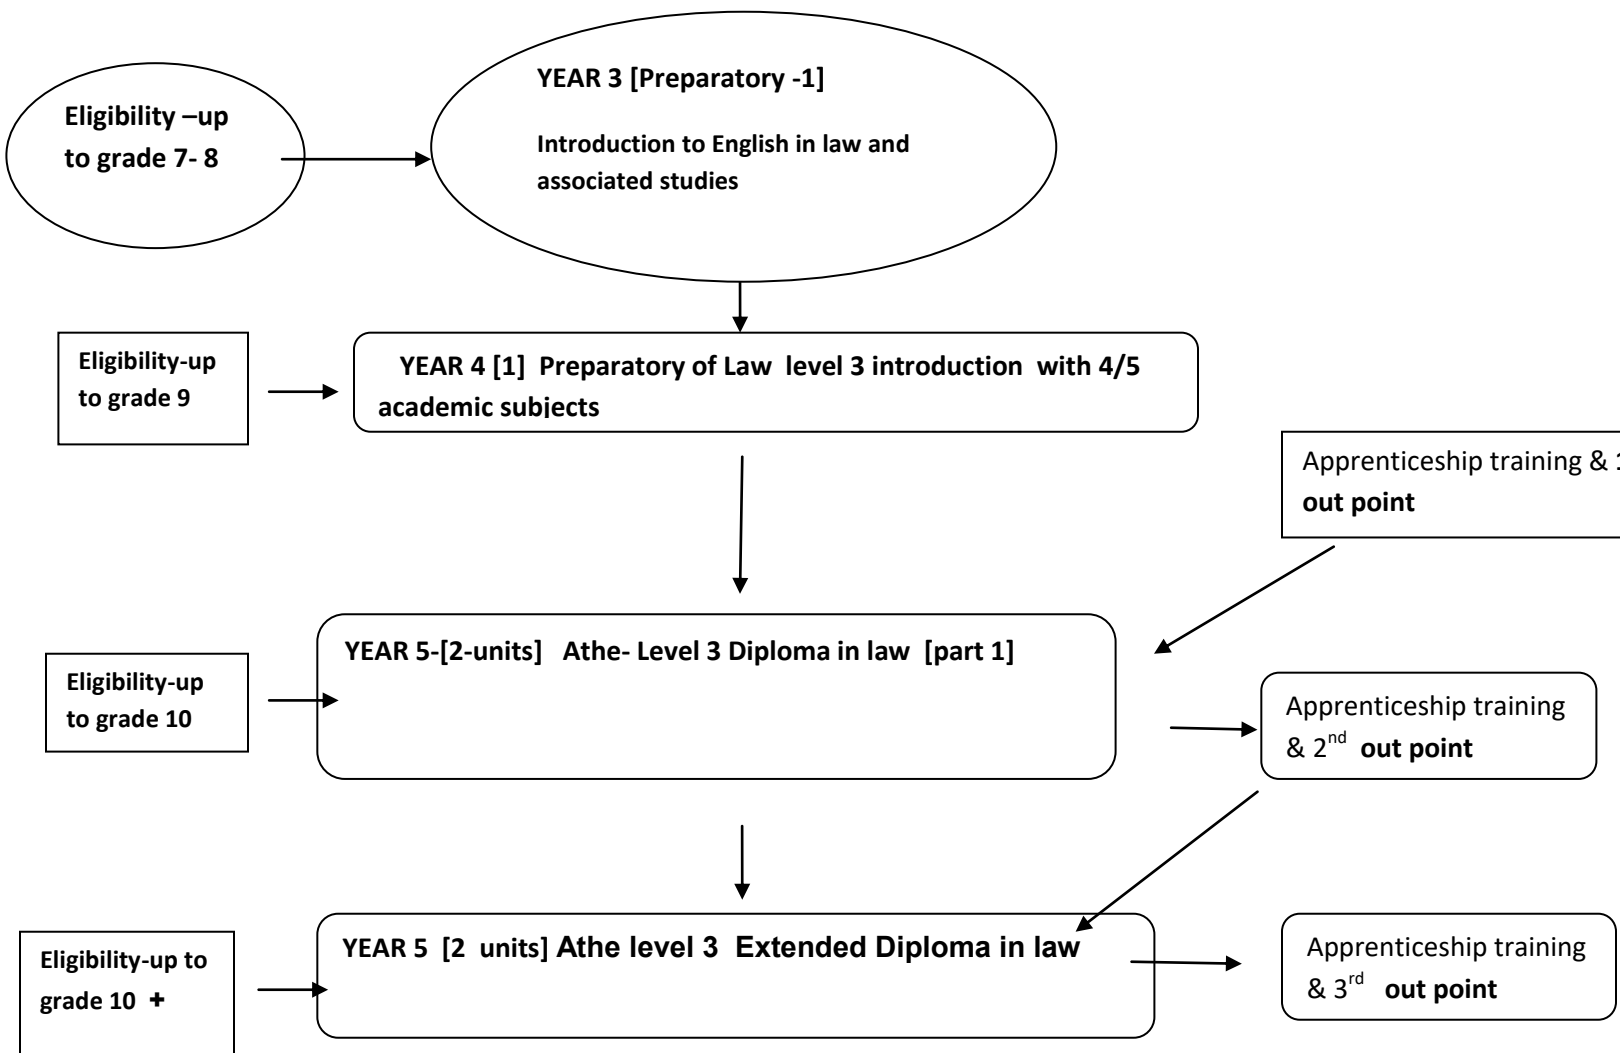 Eligibility –up
to grade 7- 8
YEAR 3 [Preparatory -1]
Introduction to English in law and
associated studies
Eligibility-up
to grade 9
YEAR 4 [1] Preparatory of Law level 3 introduction with 4/5
academic subjects
Apprenticeship training &
out point
YEAR 5-[2-units] Athe- Level 3 Diploma in law [part 1]
Eligibility-up
to grade 10
Apprenticeship training
& 2nd out point
YEAR 5 [2 units] Athe level 3 Extended Diploma in law
Eligibility-up to
grade 10 +
Apprenticeship training
& 3rd out point